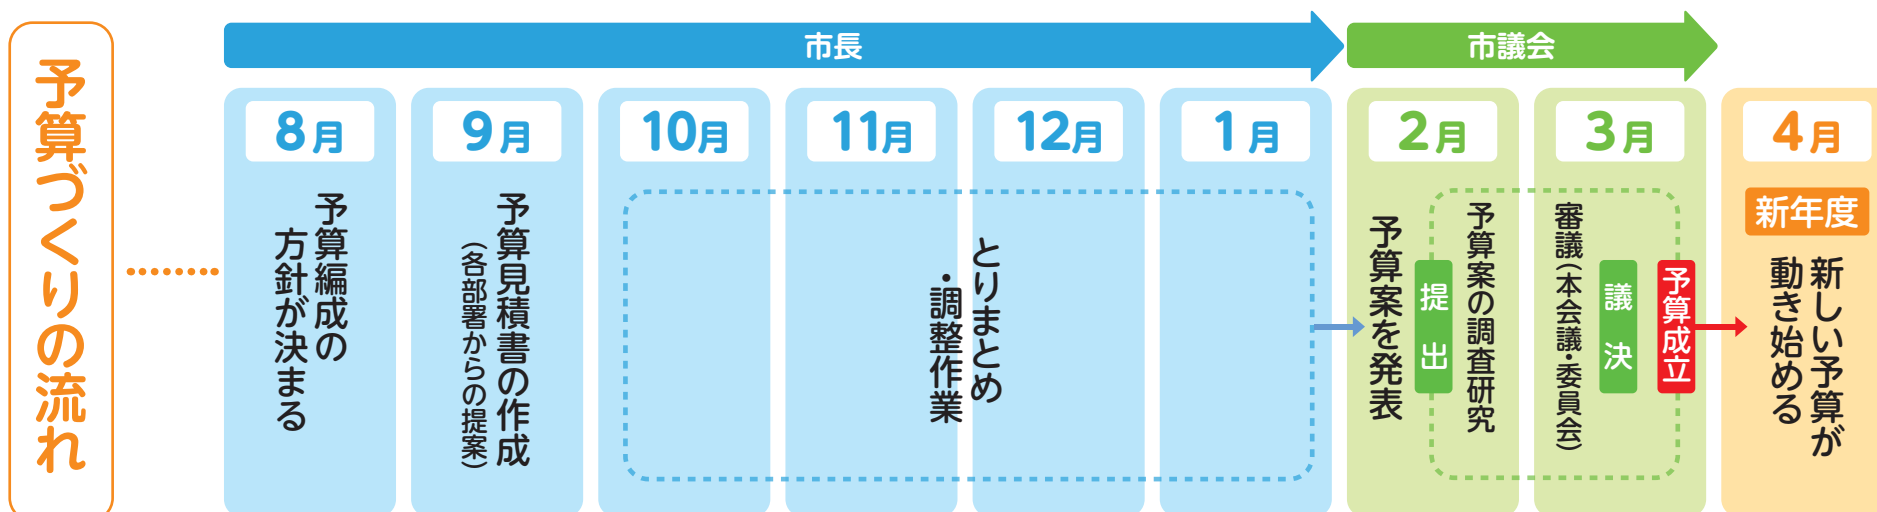 予算づくりの流れ
市長
市議会
8月
予算編成の
方針が決まる
9月
予算見積書の作成
(各部署からの提案)
10月
11月
12月
1月
とりまとめ
・調整作業
2月
予算案を発表
提出
予算案の調査研究
3月
審議(本会議・委員会)
議決
予算成立
4月
新年度
新しい予算が
動き始める